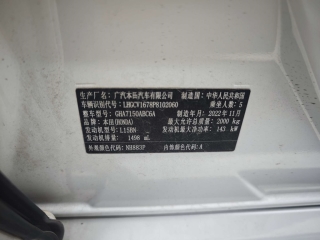 生产厂名: 广汽本田汽车有限公司 制造国: 中华人民共和国
车辆识别代号: LHGCV1678P8102060 乘坐人数: 5
整车型号: GHA7150ABC6A 制造年月: 2022年11月
品牌: 本田(HONDA) 最大允许总质量: 2000 kg
发动机型号: L15BN 发动机最大净功率: 143 kW
发动机排量: 1498 mL
外观颜色代码: NH883P 内饰颜色代码: A